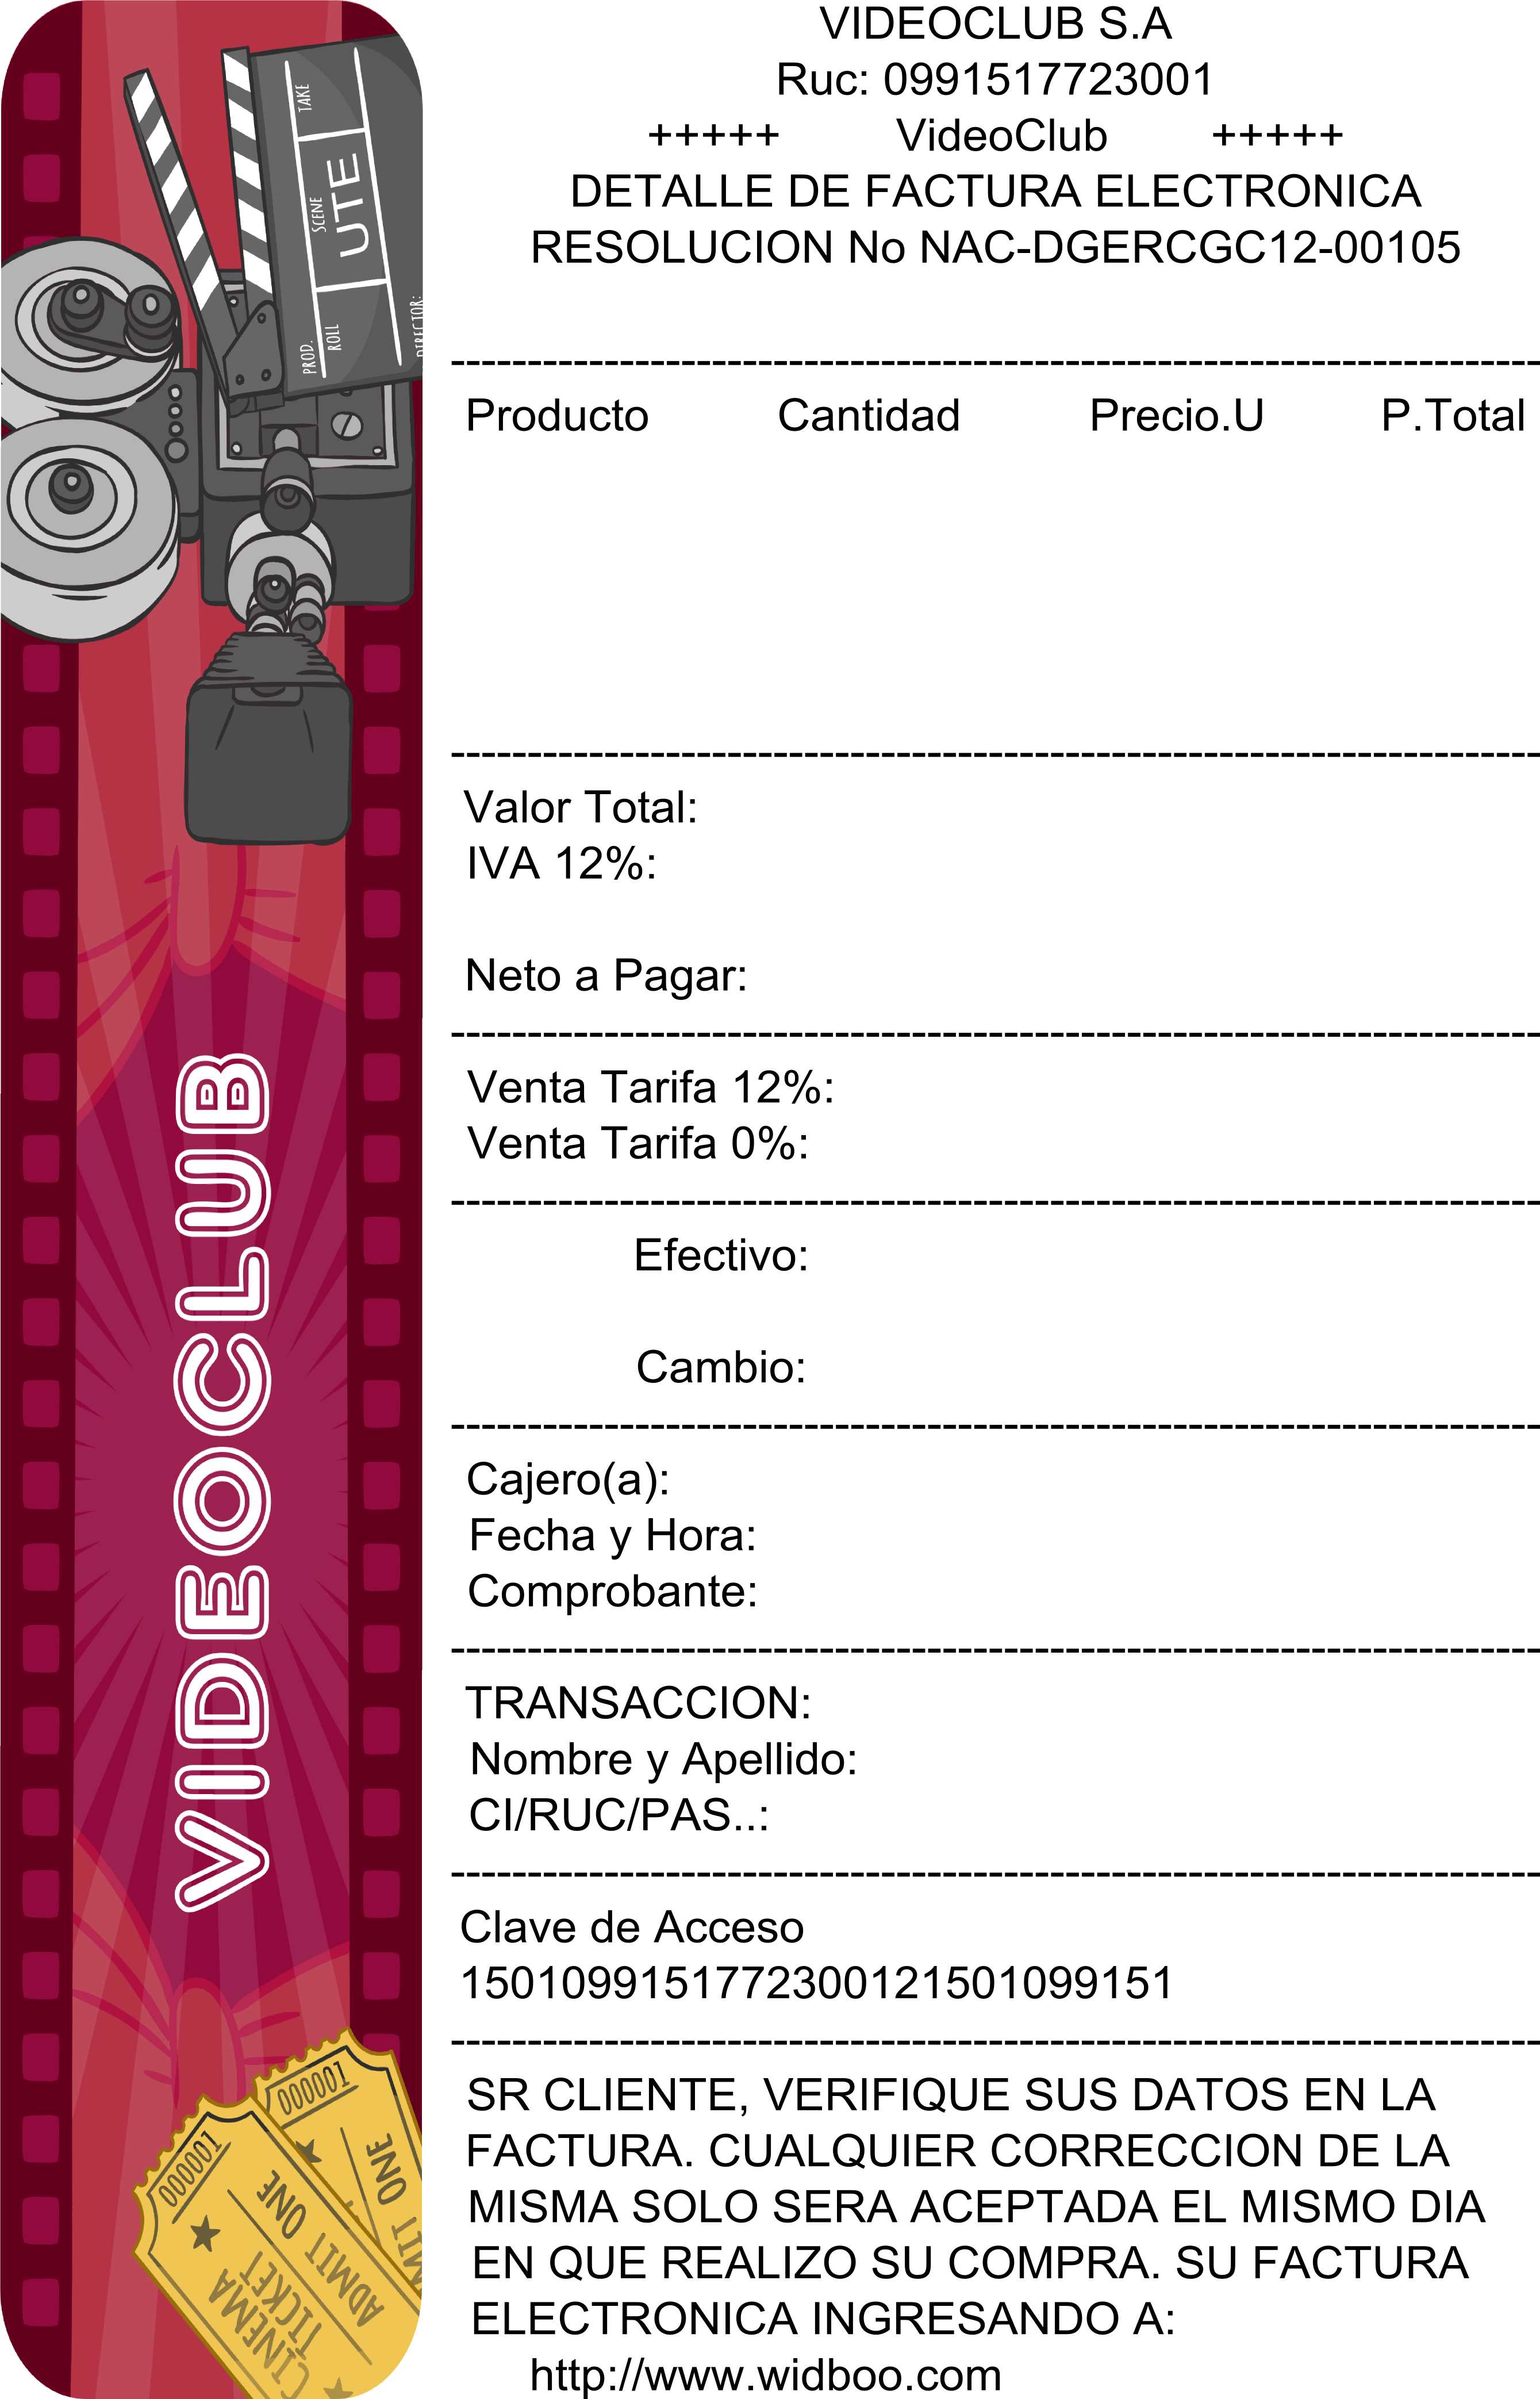 VIDEOCLUB S.A
Ruc: 0991517723001
+++++ VideoClub +++++
DETALLE DE FACTURA ELECTRONICA
RESOLUCION No NAC-DGERCGC12-00105
Producto Cantidad Precio.U P.Total
Valor Total:
IVA 12%:
Neto a Pagar:
Venta Tarifa 12%:
Venta Tarifa 0%:
Efectivo:
Cambio:
Cajero(a):
Fecha y Hora:
Comprobante:
TRANSACCION:
Nombre y Apellido:
CI/RUC/PAS..:
Clave de Acceso
150109915177230012150109915​1
SR CLIENTE, VERIFIQUE SUS DATOS EN LA
FACTURA. CUALQUIER CORRECCION DE LA
MISMA SOLO SERA ACEPTADA EL MISMO DIA
EN QUE REALIZO SU COMPRA. SU FACTURA
ELECTRONICA INGRESANDO A:
http://www.widboo.com
VIDEOCLUB
PROD.
ROLL
SCENE
UTE
TAKE
DIRECTOR:
000001
CINEMA
TICKET
ADMIT ONE
000001
ONE